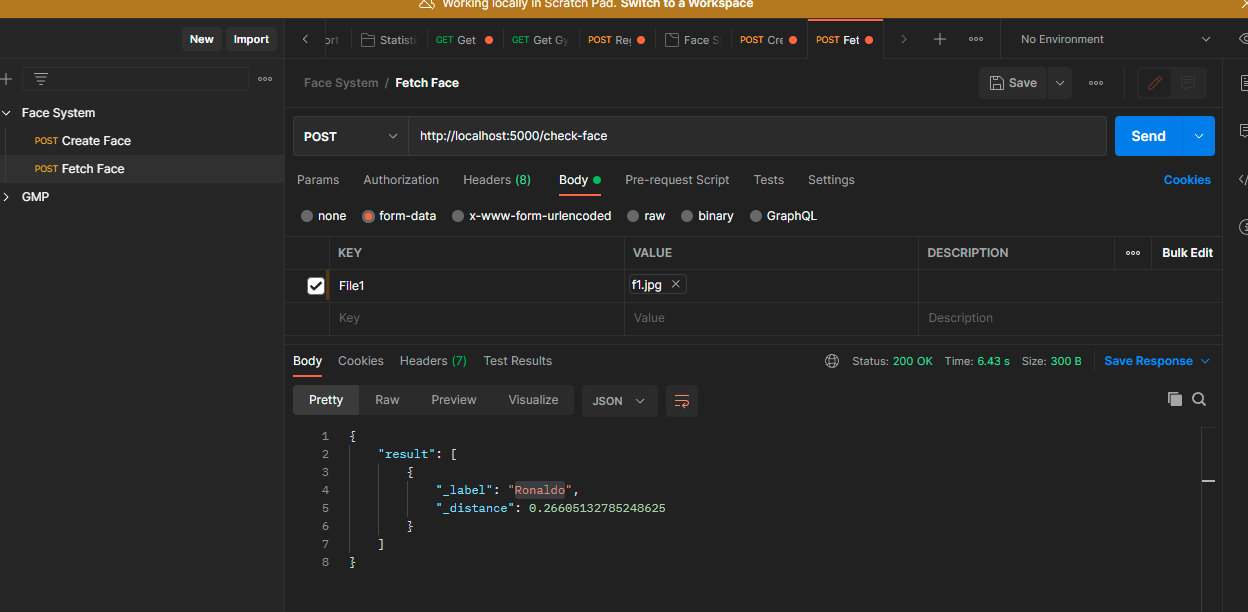 Working locally in Scratch Pad. Switch to a Workspace
New Import
ort Statisti GET Get GET Get Gy POST Reg Face S POST Cre POST Fet No Environment
Face System / Fetch Face Save
Face System
POST Create Face
POST Fetch Face
GMP
POST http://localhost:5000/check-face Send
Params Authorization Headers (8) Body Pre-request Script Tests Settings Cookies
none form-data x-www-form-urlencoded raw binary GraphQL
KEY VALUE DESCRIPTION Bulk Edit
File1 f1.jpg
Key Value Description
Body Cookies Headers (7) Test Results Status: 200 OK Time: 6.43 s Size: 300 B Save Response
Pretty Raw Preview Visualize JSON
1 {
2 "result": [
3 {
4 "_label": "Ronaldo",
5 "_distance": 0.26605132785248625
6 }
7 ]
8 }